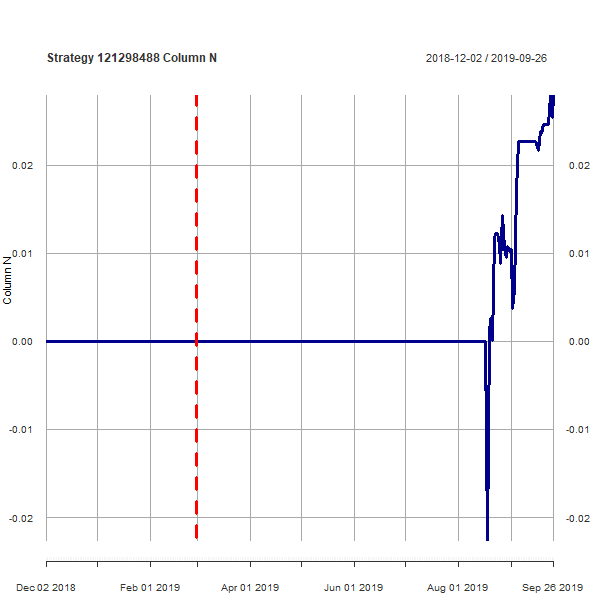 Strategy 121298488 Column N
2018-12-02 / 2019-09-26
Column N
0.02
0.01
0.00
-0.01
-0.02
0.02
0.01
0.00
-0.01
-0.02
Dec 02 2018
Feb 01 2019
Apr 01 2019
Jun 01 2019
Aug 01 2019
Sep 26 2019